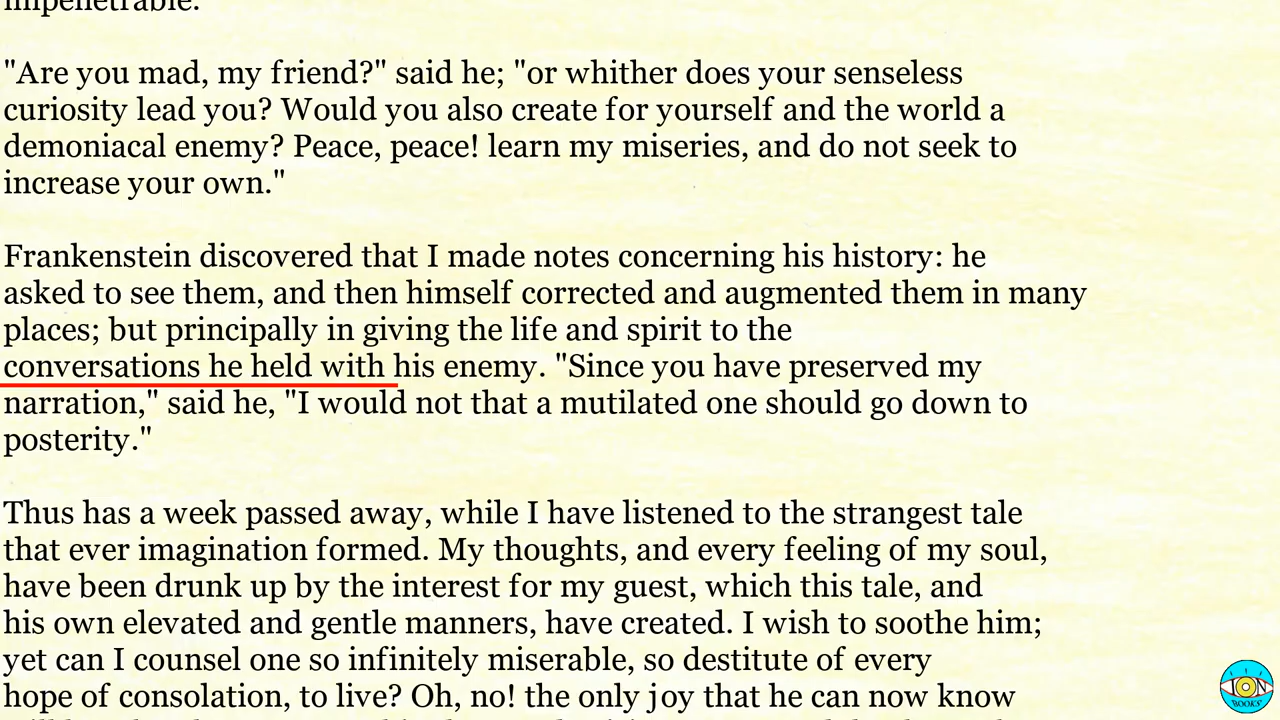 impenetrable.
"Are you mad, my friend?" said he; "or whither does your senseless
curiosity lead you? Would you also create for yourself and the world a
demoniacal enemy? Peace, peace! learn my miseries, and do not seek to
increase your own."
Frankenstein discovered that I made notes concerning his history: he
asked to see them, and then himself corrected and augmented them in many
places; but principally in giving the life and spirit to the
conversations he held with his enemy. "Since you have preserved my
narration," said he, "I would not that a mutilated one should go down to
posterity."
Thus has a week passed away, while I have listened to the strangest tale
that ever imagination formed. My thoughts, and every feeling of my soul,
have been drunk up by the interest for my guest, which this tale, and
his own elevated and gentle manners, have created. I wish to soothe him;
yet can I counsel one so infinitely miserable, so destitute of every
hope of consolation, to live? Oh, no! the only joy that he can now know
ION
BOOKS